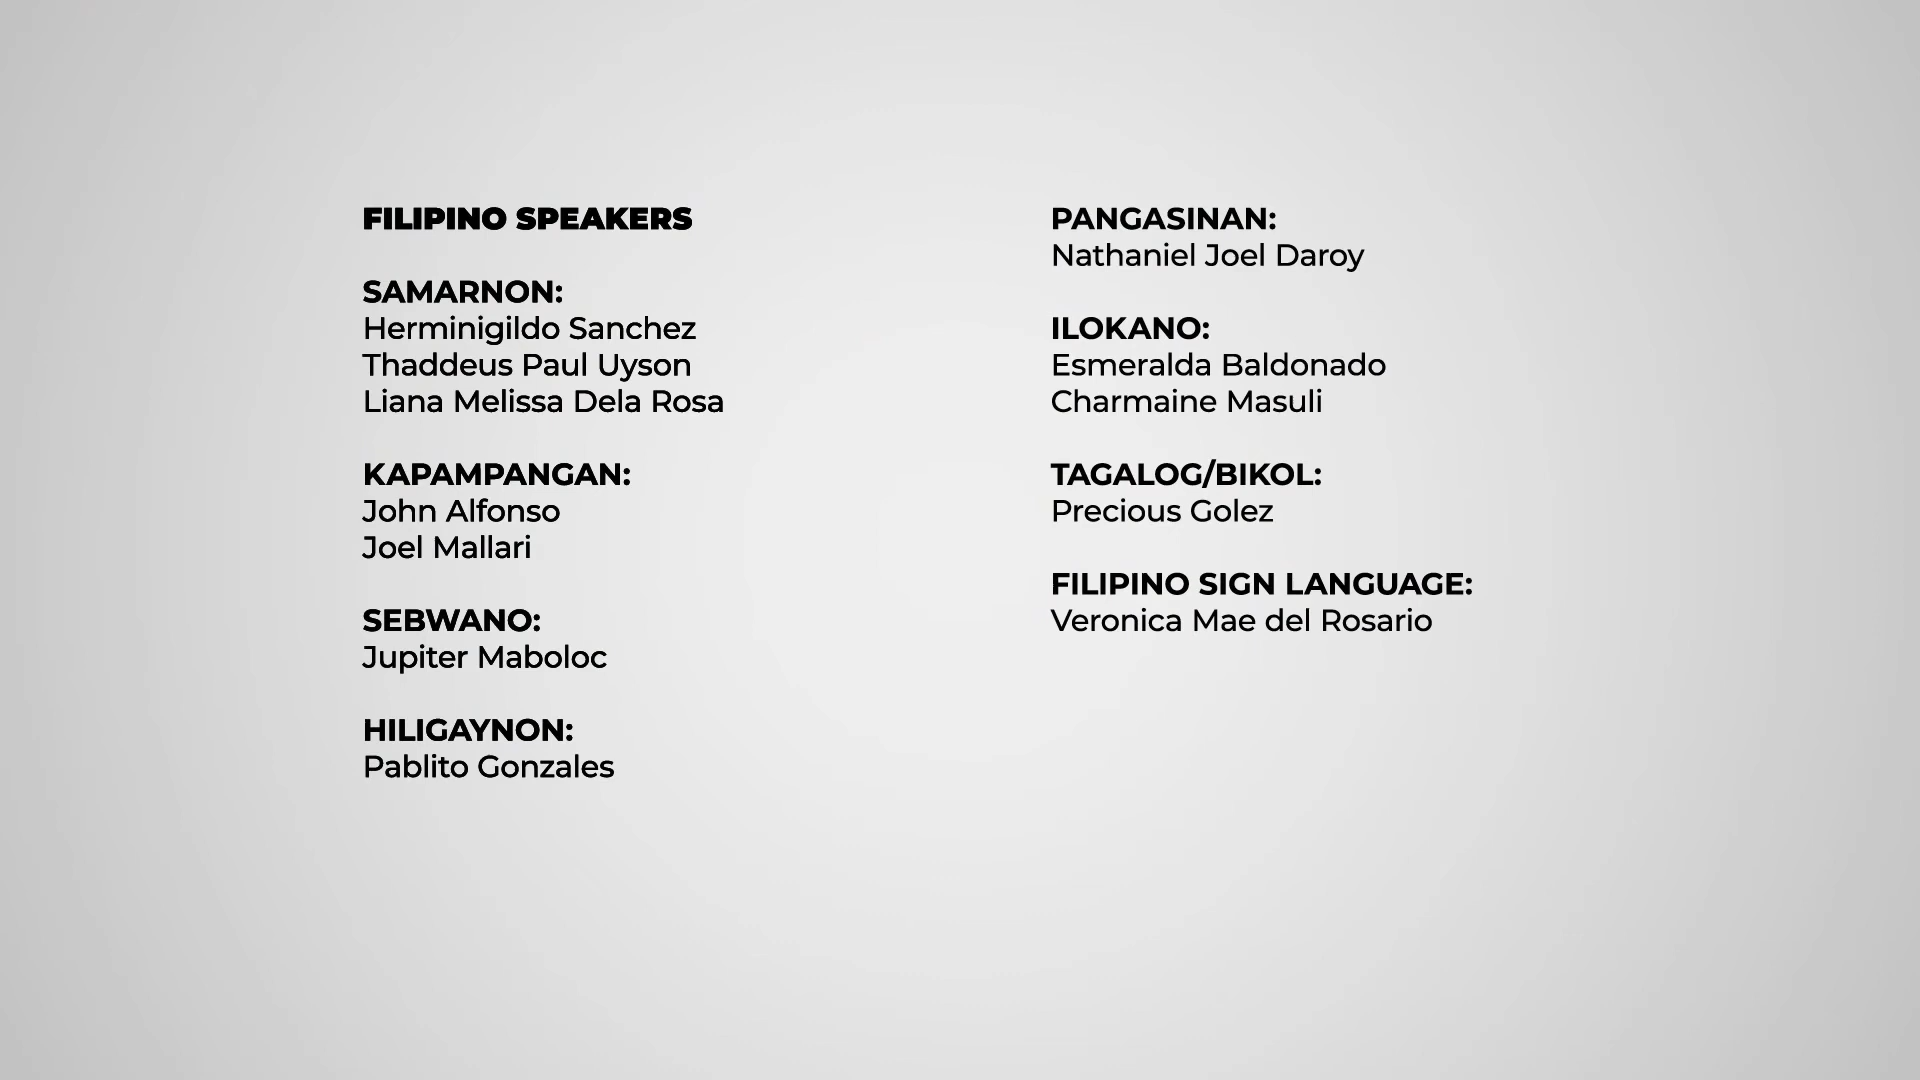 FILIPINO SPEAKERS
SAMARNON:
Herminigildo Sanchez
Thaddeus Paul Uyson
Liana Melissa Dela Rosa
KAPAMPANGAN:
John Alfonso
Joel Mallari
SEBWANO:
Jupiter Maboloc
HILIGAYNON:
Pablito Gonzales
PANGASINAN:
Nathaniel Joel Daroy
ILOKANO:
Esmeralda Baldonado
Charmaine Masuli
TAGALOG/BIKOL:
Precious Golez
FILIPINO SIGN LANGUAGE:
Veronica Mae del Rosario